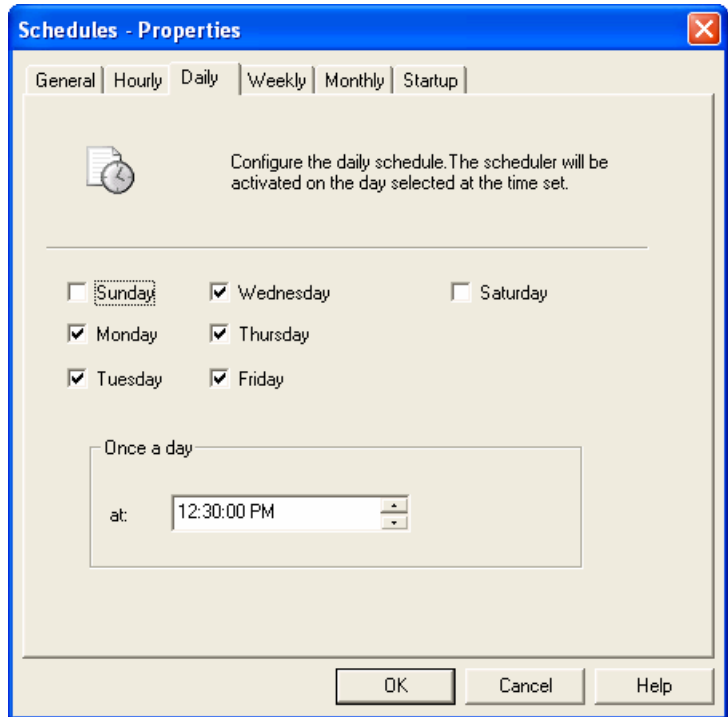 Schedules - Properties
General Hourly Daily Weekly Monthly Startup
Configure the daily schedule.The scheduler will be
activated on the day selected at the time set.
Sunday Wednesday Saturday
Monday Thursday
Tuesday Friday
Once a day
at: 12:30:00 PM
OK Cancel Help